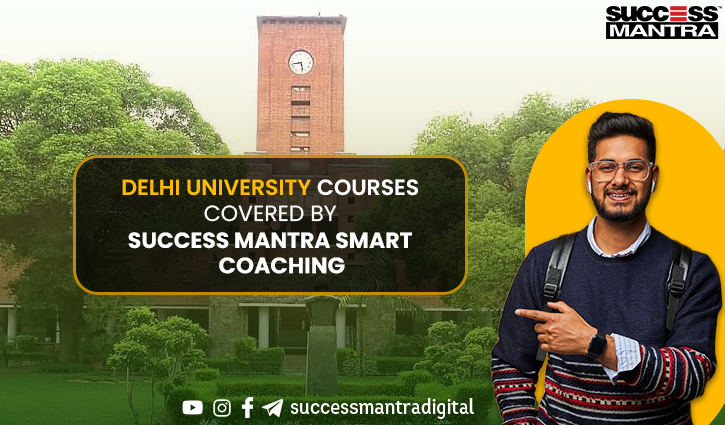 SUCCESS
MANTRA
DELHI UNIVERSITY COURSES
COVERED BY
SUCCESS MANTRA SMART
COACHING
successmantradigital